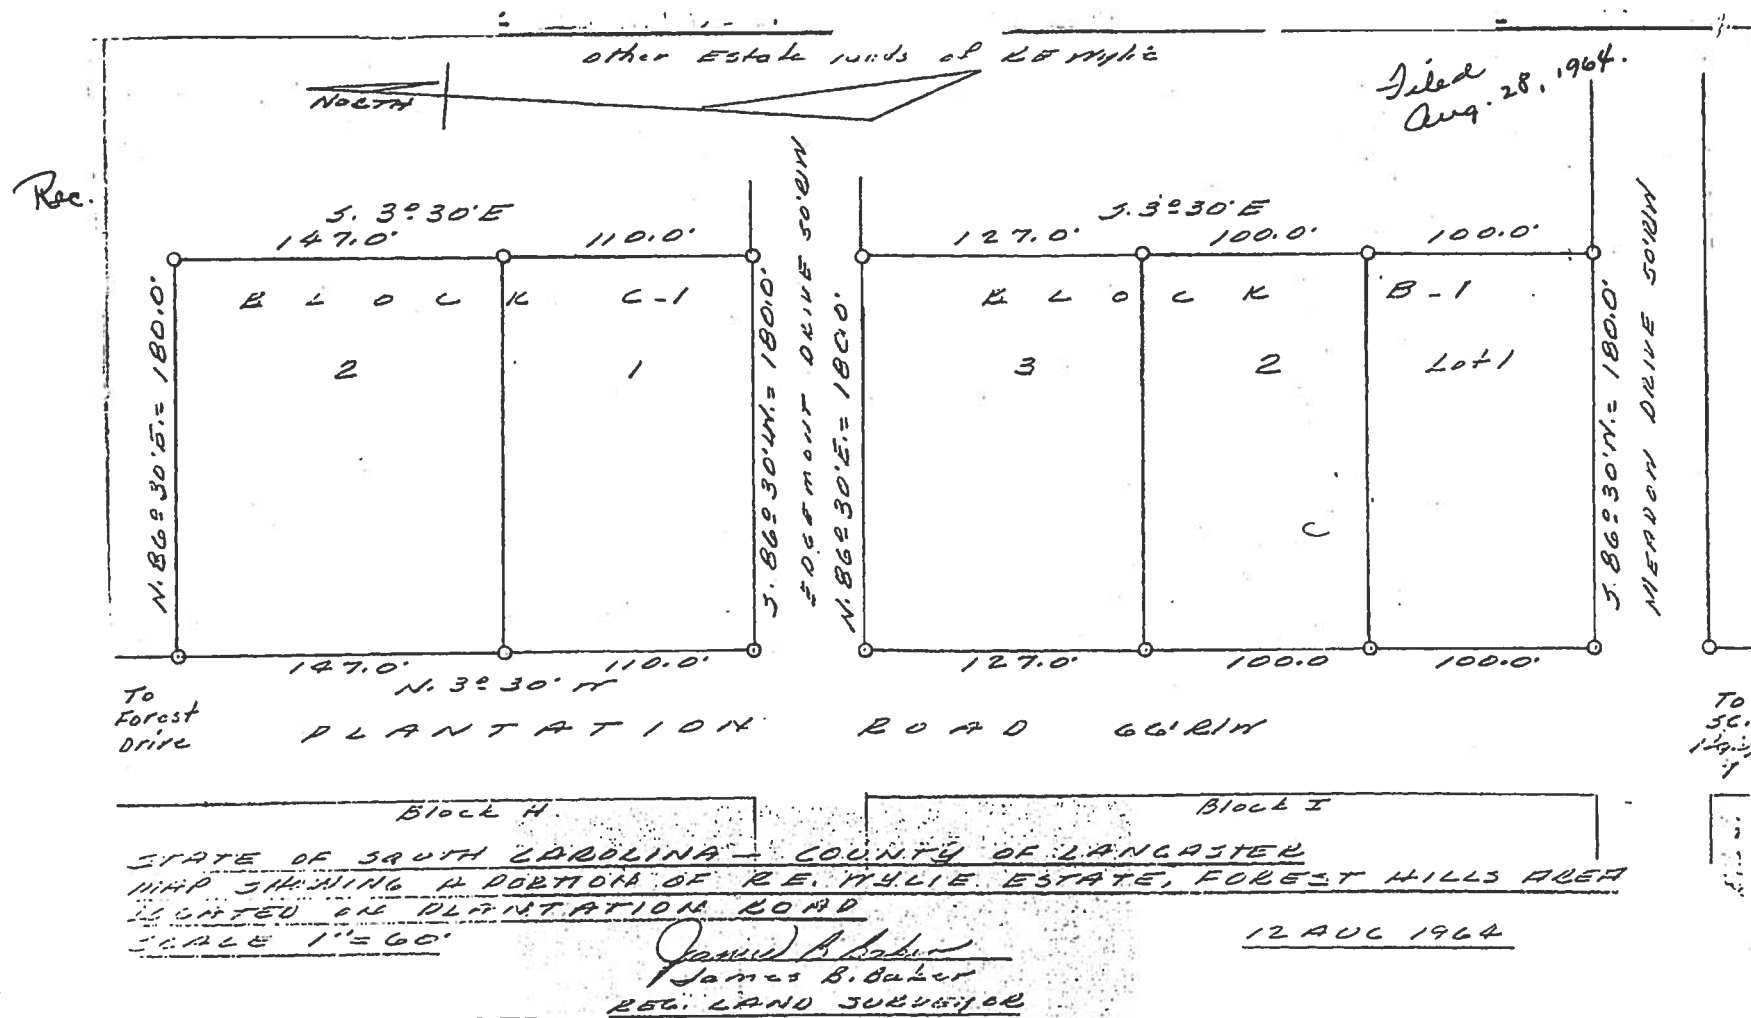 Other Estate lands of RE Wylie
Filed
Aug. 28, 1964.
NORTH
Rec.
S. 3° 30' E
147.0' 110.0'
S. 3° 30' E
127.0' 100.0' 100.0'
BLOCK C-1
2 1
BLOCK B-1
3 2 Lot 1
C
N. 86° 30' E. = 180.0'
S. 86° 30' W. = 180.0'
EDGEMONT DRIVE 50' R/W
N. 86° 30' E. = 180.0'
S. 86° 30' W. = 180.0'
MEADOW DRIVE 50' R/W
147.0' 110.0' 127.0' 100.0 100.0'
N. 3° 30' W
To
Forest
Drive
PLANTATION ROAD 66' R/W
To
S.C.
Block H
Block I
STATE OF SOUTH CAROLINA — COUNTY OF LANCASTER
MAP SHOWING A PORTION OF R.E. WYLIE ESTATE, FOREST HILLS AREA
LOCATED ON PLANTATION ROAD
SCALE 1" = 60'
12 AUG 1964
James B. Baker
James B. Baker
REG. LAND SURVEYOR